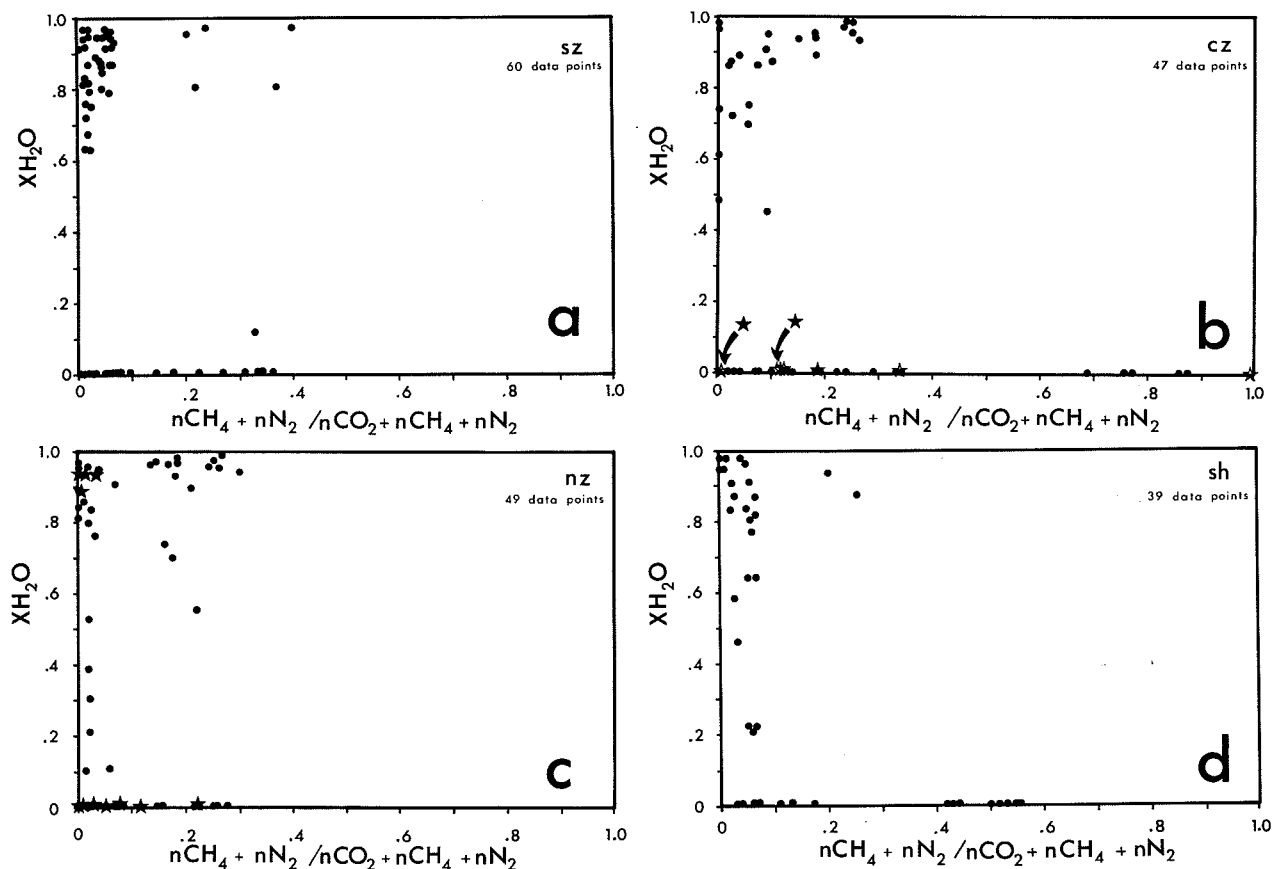 1.0
.8
.6
.4
.2
0
XH₂O
sz
60 data points
a
0 .2 .4 .6 .8 1.0
nCH₄ + nN₂ /nCO₂+nCH₄ + nN₂
1.0
.8
.6
.4
.2
0
XH₂O
cz
47 data points
b
0 .2 .4 .6 .8 1.0
nCH₄ + nN₂ /nCO₂+nCH₄ + nN₂
1.0
.8
.6
.4
.2
0
XH₂O
nz
49 data points
c
0 .2 .4 .6 .8 1.0
nCH₄ + nN₂ /nCO₂+nCH₄ +nN₂
1.0
.8
.6
.4
.2
0
XH₂O
sh
39 data points
d
0 .2 .4 .6 .8 1.0
nCH₄ + nN₂ /nCO₂+nCH₄ + nN₂